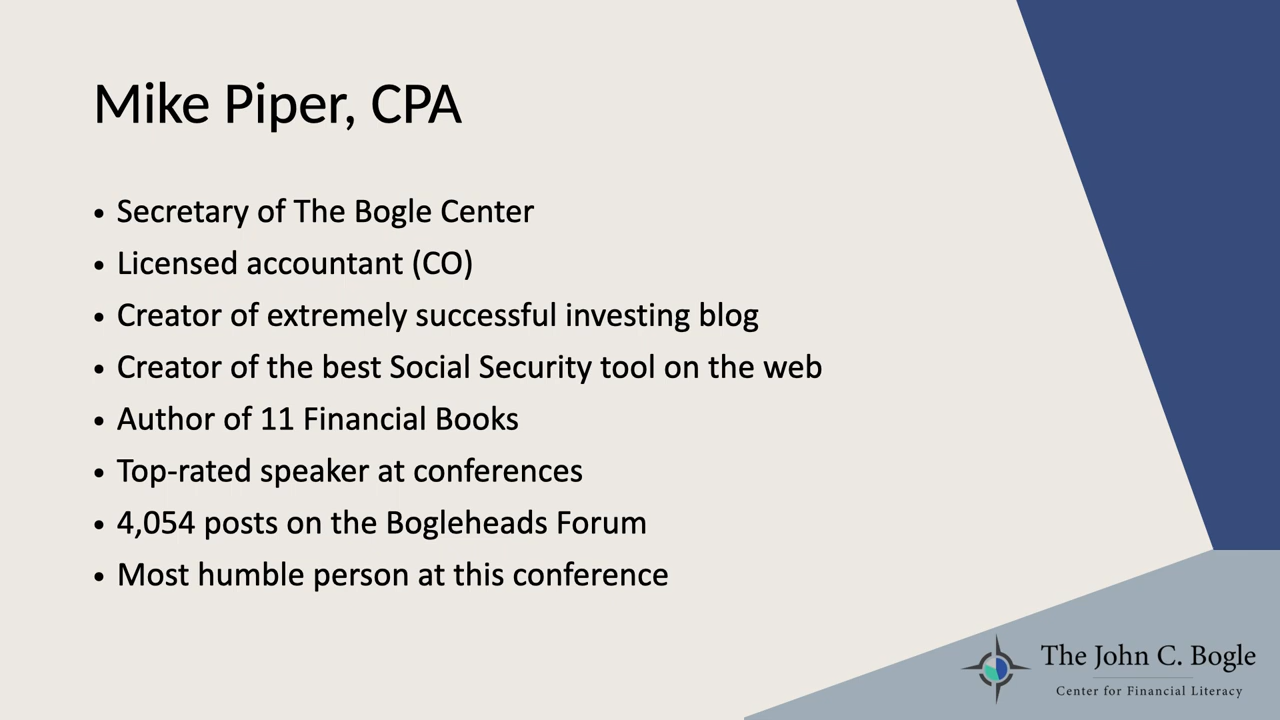 Mike Piper, CPA
• Secretary of The Bogle Center
• Licensed accountant (CO)
• Creator of extremely successful investing blog
• Creator of the best Social Security tool on the web
• Author of 11 Financial Books
• Top-rated speaker at conferences
• 4,054 posts on the Bogleheads Forum
• Most humble person at this conference
The John C. Bogle
Center for Financial Literacy